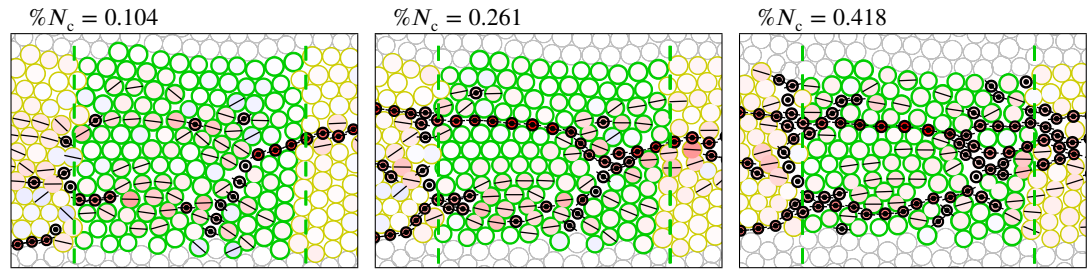 %N_c = 0.104
%N_c = 0.261
%N_c = 0.418